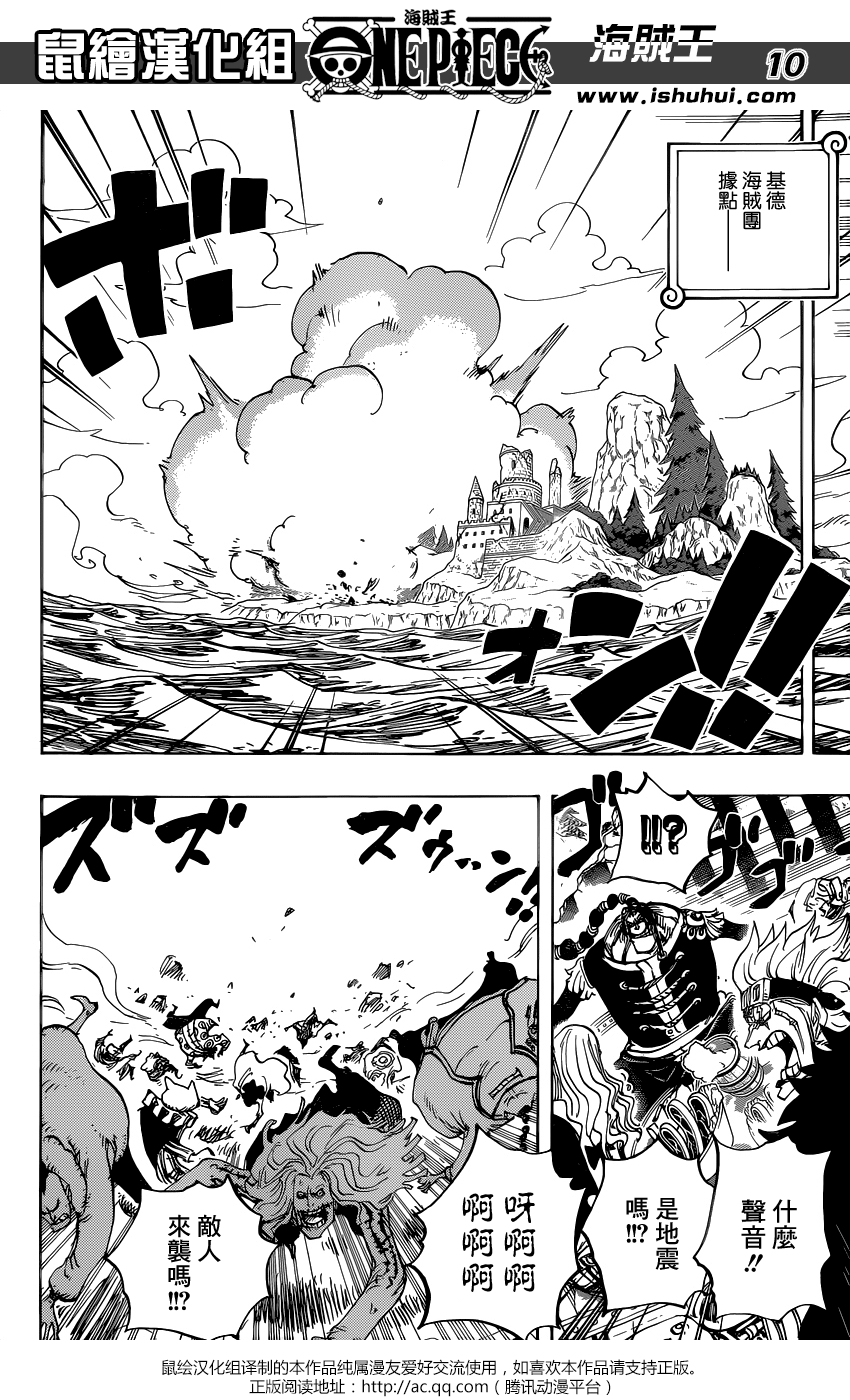 鼠繪漢化組
海賊王
ONE PIECE
海賊王
10
www.ishuhui.com
基德
海賊團
據點——
ボオン!!
!!?
ズズズゥゥン!!
什麼
聲音!!
是地震
嗎!!?
呀啊啊
啊啊啊
敵人
來襲嗎!!?
鼠绘汉化组译制的本作品纯属漫友爱好交流使用，如喜欢本作品请支持正版。
正版阅读地址：http://ac.qq.com（腾讯动漫平台）